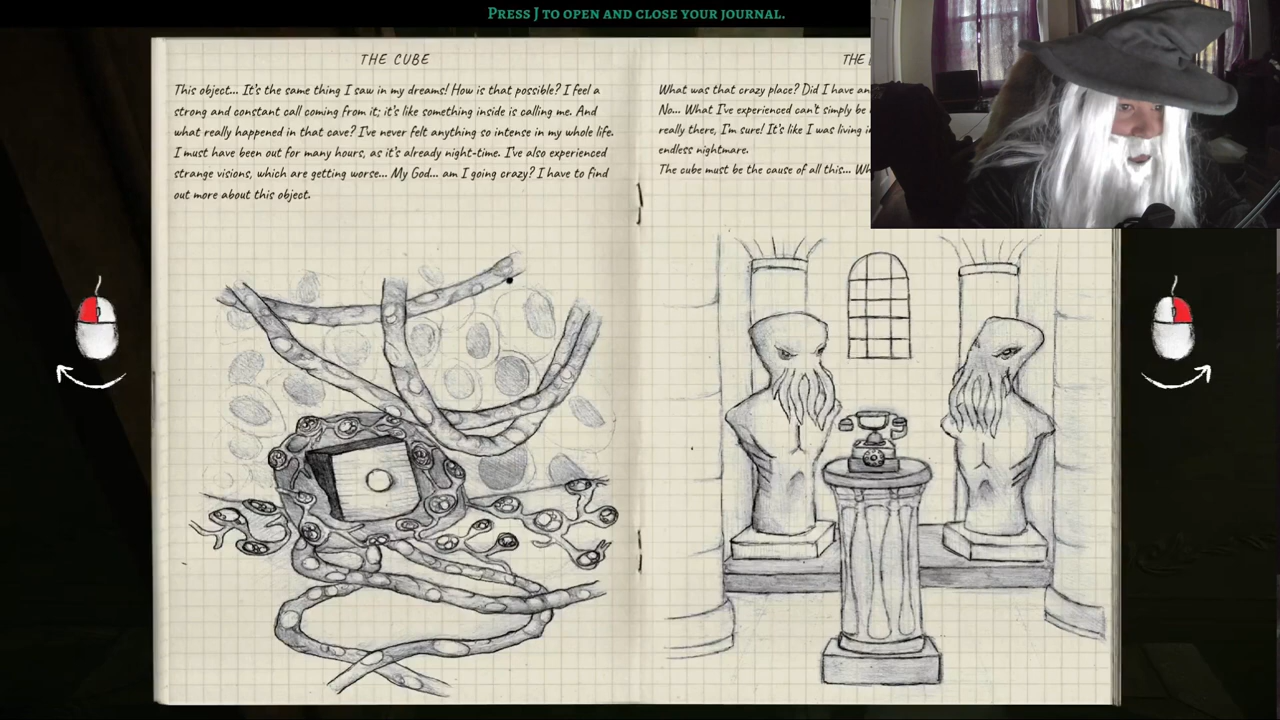 PRESS J TO OPEN AND CLOSE YOUR JOURNAL.
THE CUBE
This object... It's the same thing I saw in my dreams! How is that possible? I feel a
strong and constant call coming from it; it's like something inside is calling me. And
what really happened in that cave? I've never felt anything so intense in my whole life.
I must have been out for many hours, as it's already night-time. I've also experienced
strange visions, which are getting worse... My God... am I going crazy? I have to find
out more about this object.
THE
What was that crazy place? Did I have an
No... What I've experienced can't simply be
really there, I'm sure! It's like I was living
endless nightmare.
The cube must be the cause of all this...